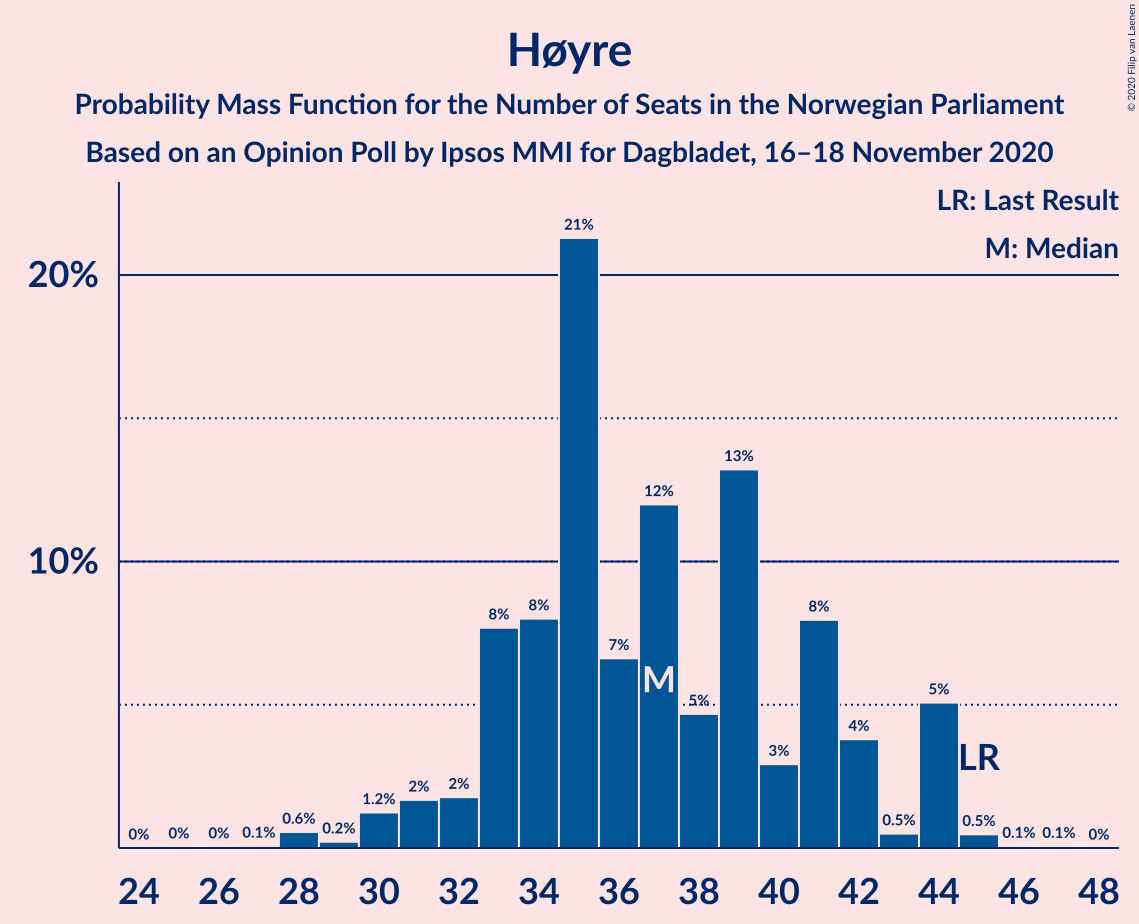 Høyre
Probability Mass Function for the Number of Seats in the Norwegian Parliament
Based on an Opinion Poll by Ipsos MMI for Dagbladet, 16–18 November 2020
© 2020 Filip van Laenen
LR: Last Result
M: Median
20%
10%
0% 0% 0% 0.1% 0.6% 0.2% 1.2% 2% 2% 8% 8% 21% 7% 12% 5% 13% 3% 8% 4% 0.5% 5% 0.5% 0.1% 0.1% 0%
M
LR
24 26 28 30 32 34 36 38 40 42 44 46 48